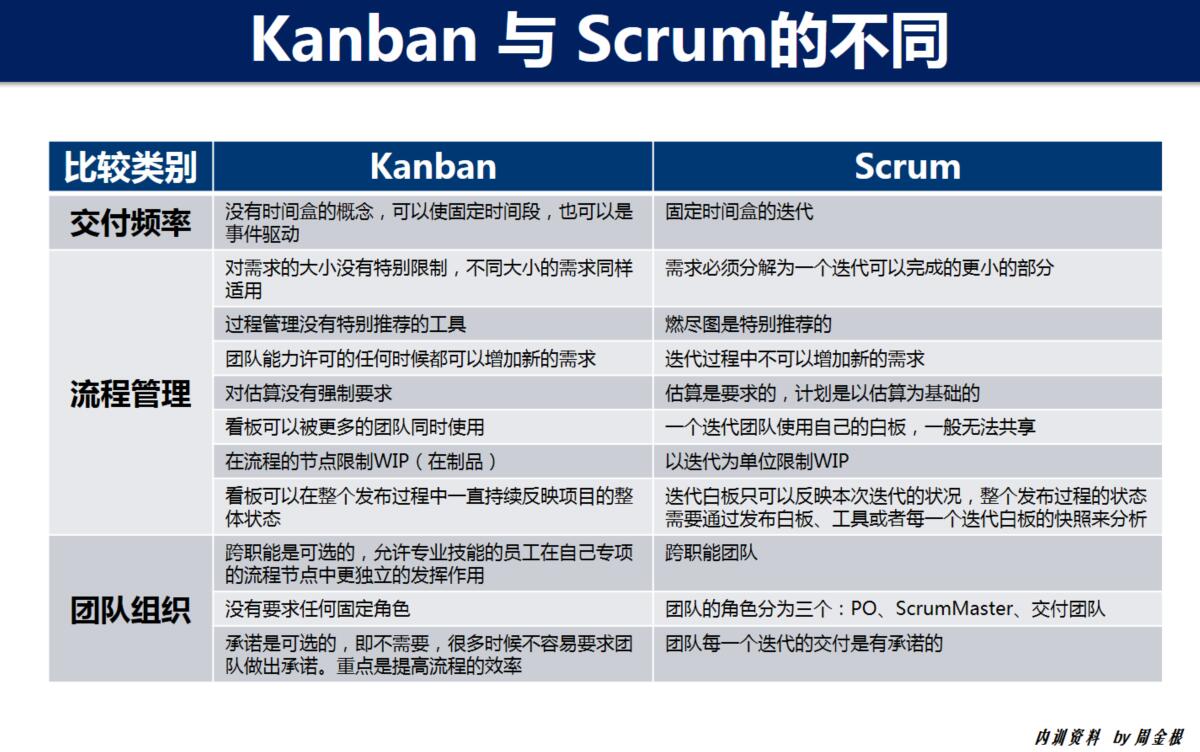 Kanban 与 Scrum的不同
比较类别
Kanban
Scrum
交付频率
没有时间盒的概念，可以使固定时间段，也可以是
事件驱动
固定时间盒的迭代
流程管理
对需求的大小没有特别限制，不同大小的需求同样
适用
需求必须分解为一个迭代可以完成的更小的部分
过程管理没有特别推荐的工具
燃尽图是特别推荐的
团队能力许可的任何时候都可以增加新的需求
迭代过程中不可以增加新的需求
对估算没有强制要求
估算是要求的，计划是以估算为基础的
看板可以被更多的团队同时使用
一个迭代团队使用自己的白板，一般无法共享
在流程的节点限制WIP（在制品）
以迭代为单位限制WIP
看板可以在整个发布过程中一直持续反映项目的整
体状态
迭代白板只可以反映本次迭代的状况，整个发布过程的状态
需要通过发布白板、工具或者每一个迭代白板的快照来分析
团队组织
跨职能是可选的，允许专业技能的员工在自己专项
的流程节点中更独立的发挥作用
跨职能团队
没有要求任何固定角色
团队的角色分为三个：PO、ScrumMaster、交付团队
承诺是可选的，即不需要，很多时候不容易要求团
队做出承诺。重点是提高流程的效率
团队每一个迭代的交付是有承诺的
内训资料 by 周金根